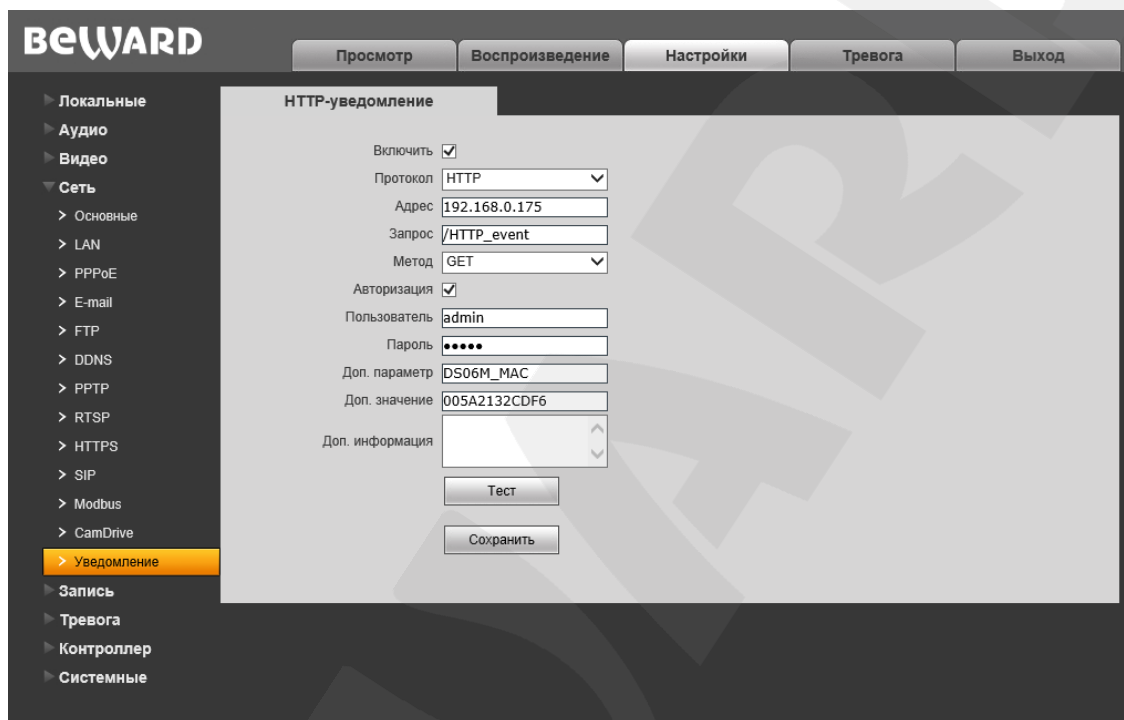 BEWARD
Просмотр Воспроизведение Настройки Тревога Выход
Локальные
Аудио
Видео
Сеть
Основные
LAN
PPPoE
E-mail
FTP
DDNS
PPTP
RTSP
HTTPS
SIP
Modbus
CamDrive
Уведомление
Запись
Тревога
Контроллер
Системные
HTTP-уведомление
Включить
Протокол HTTP
Адрес 192.168.0.175
Запрос /HTTP_event
Метод GET
Авторизация
Пользователь admin
Пароль •••••
Доп. параметр DS06M_MAC
Доп. значение 005A2132CDF6
Доп. информация
Тест
Сохранить